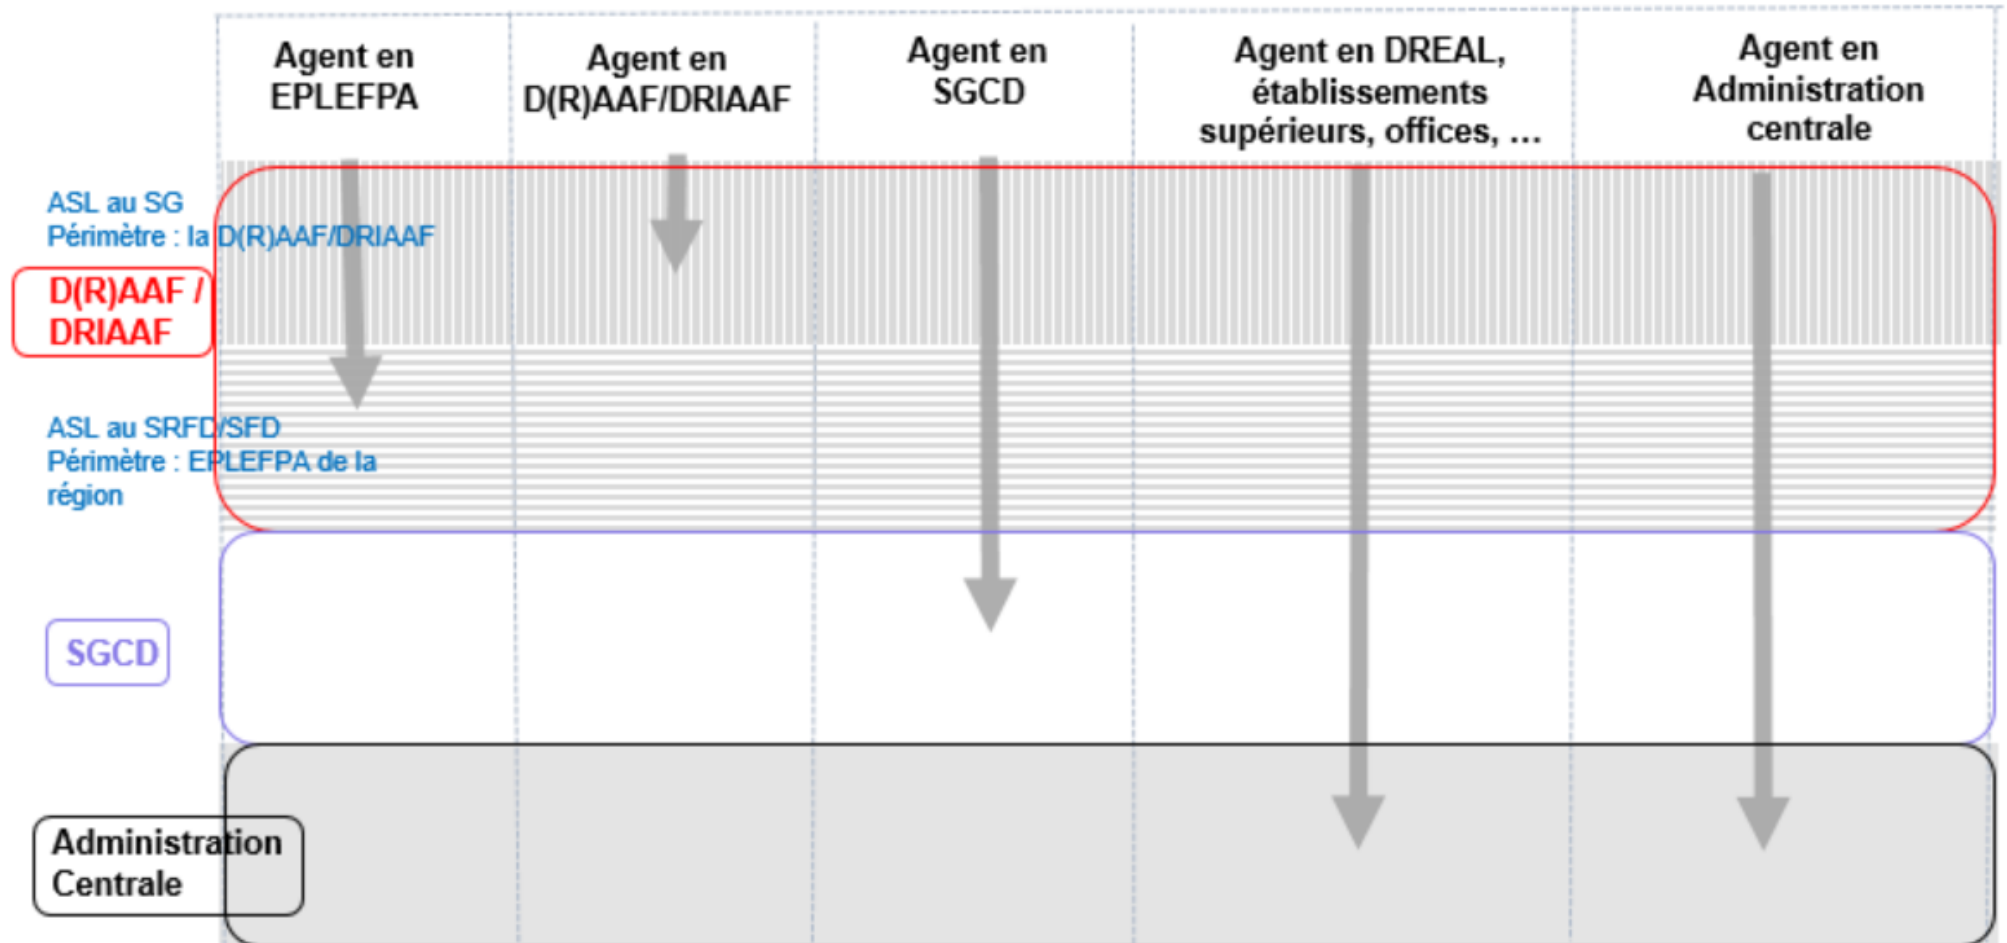 Agent en
EPLEFPA
Agent en
D(R)AAF/DRIAAF
Agent en
SGCD
Agent en DREAL,
établissements
supérieurs, offices, ...
Agent en
Administration
centrale
ASL au SG
Périmètre : la D(R)AAF/DRIAAF
D(R)AAF /
DRIAAF
ASL au SRFD/SFD
Périmètre : EPLEFPA de la
région
SGCD
Administration
Centrale